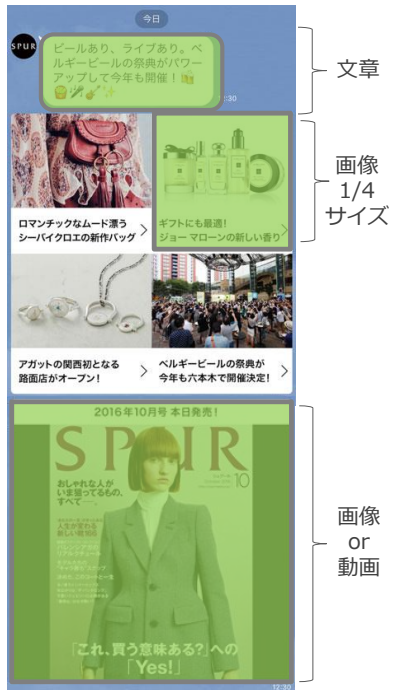 今日
SPUR
ビールあり、ライブあり。ベ
ルギービールの祭典がパワー
アップして今年も開催！
12:30
文章
画像
1/4
サイズ
ロマンチックなムード漂う
シーバイクロエの新作バッグ
ギフトにも最適！
ジョー マローンの新しい香り
アガットの関西初となる
路面店がオープン！
ベルギービールの祭典が
今年も六本木で開催決定！
2016年10月号 本日発売！
SPUR
10
おしゃれな人が
いま狙ってるもの、
すべて
人生が変わる
「これ、買う意味ある?」への
「Yes!」
画像
or
動画
12:30